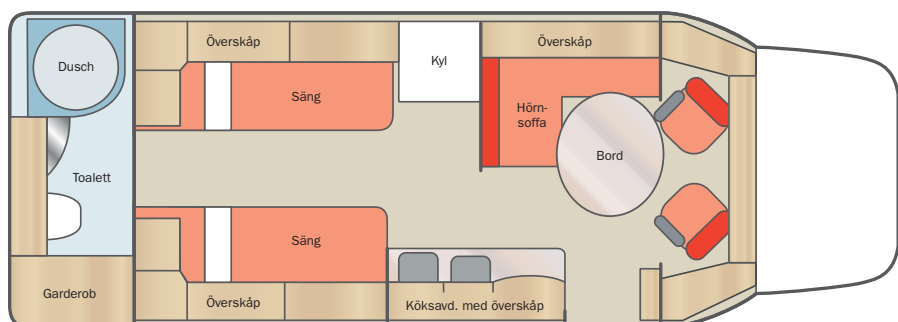 Dusch
Överskåp
Kyl
Överskåp
Säng
Hörn-
soffa
Bord
Toalett
Säng
Garderob
Överskåp
Köksavd. med överskåp